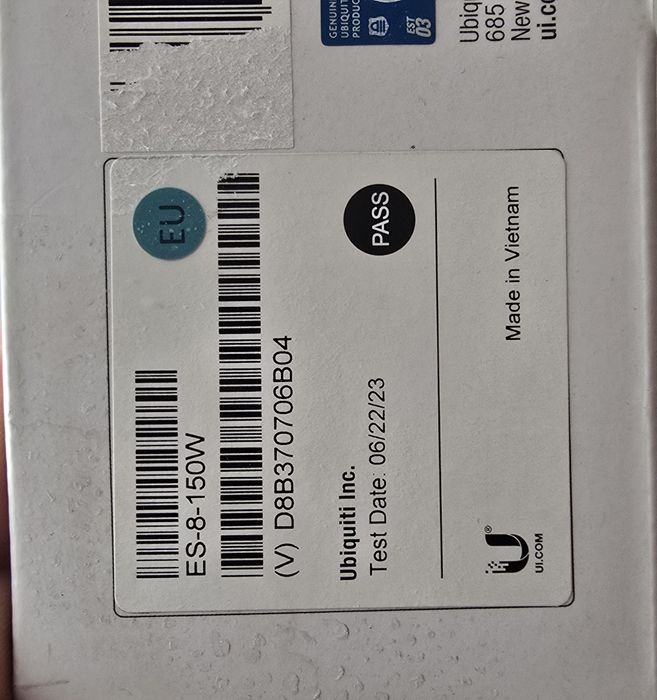 GENUINE
UBIQUITI
PRODUCT
EST
03
Ubiq
685
New
ui.co
EU
ES-8-150W
(V) D8B370706B04
Ubiquiti Inc.
Test Date: 06/22/23
PASS
U®
UI.COM
Made in Vietnam